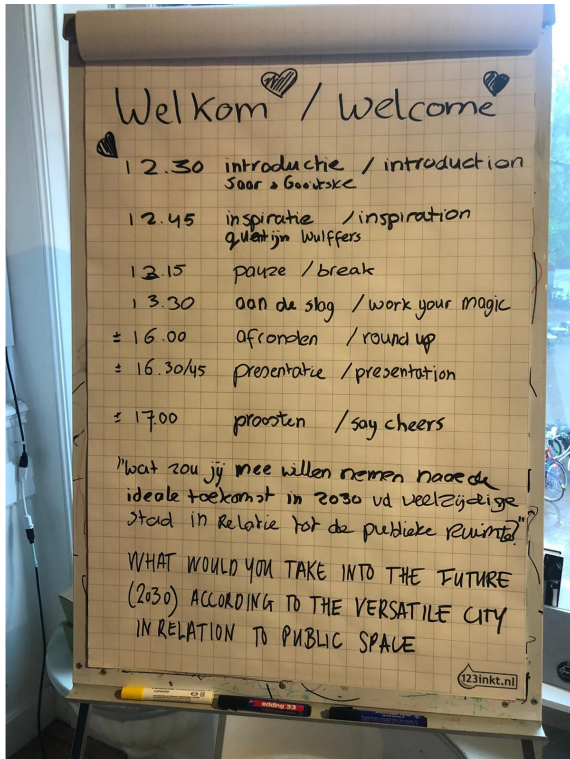 Welkom / Welcome
12.30 introductie / introduction
Saar & Gooitske
12.45 inspiratie / inspiration
Quintijn Wulffers
13.15 pauze / break
13.30 aan de slag / work your magic
± 16.00 afronden / round up
± 16.30/45 presentatie / presentation
± 17.00 proosten / say cheers
"wat zou jij mee willen nemen naar de
ideale toekomst in 2030 vd veelzijdige
stad in Relatie tot de publieke Ruimte?"
WHAT WOULD YOU TAKE INTO THE FUTURE
(2030) ACCORDING TO THE VERSATILE CITY
IN RELATION TO PUBLIC SPACE
123inkt.nl
edding 33